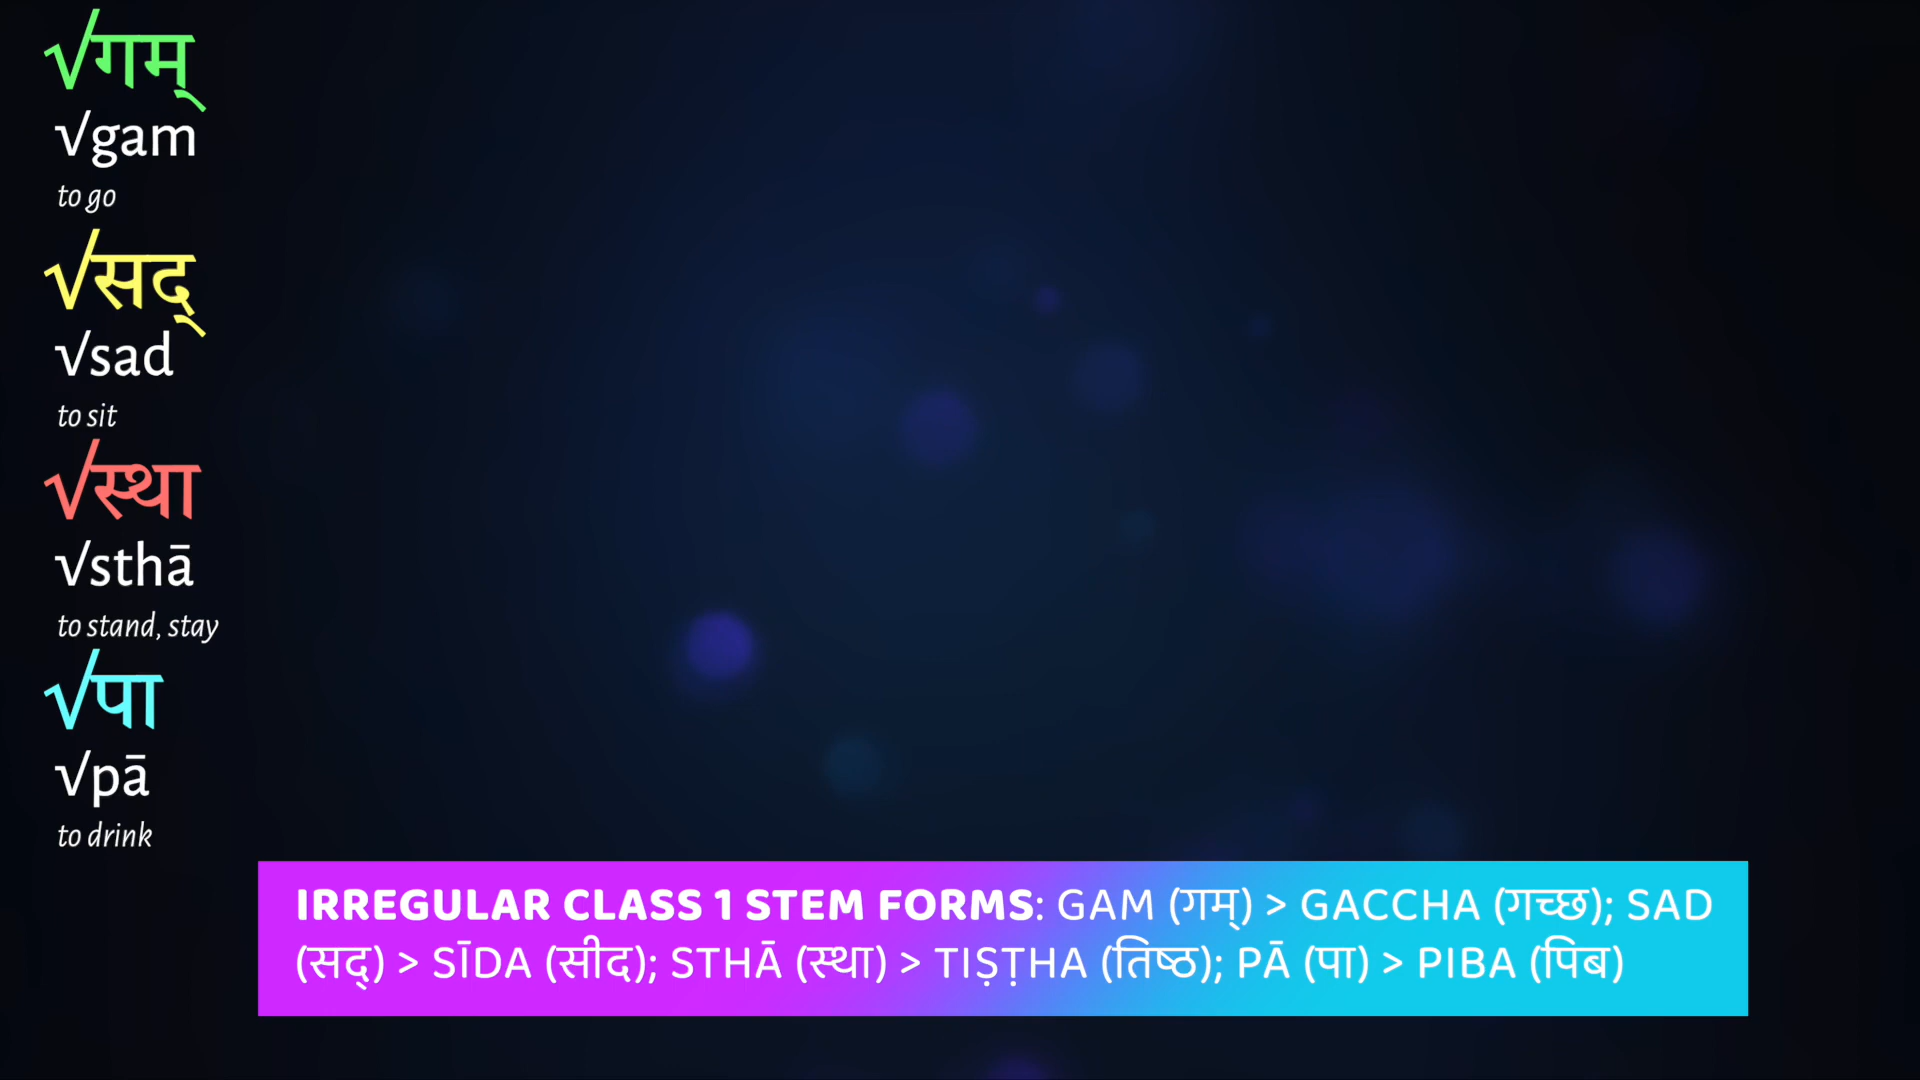 √गम्
√gam
to go
√सद्
√sad
to sit
√स्था
√sthā
to stand, stay
√पा
√pā
to drink
IRREGULAR CLASS 1 STEM FORMS: GAM (गम्) > GACCHA (गच्छ); SAD
(सद्) > SĪDA (सीद); STHĀ (स्था) > TIṢṬHA (तिष्ठ); PĀ (पा) > PIBA (पिब)